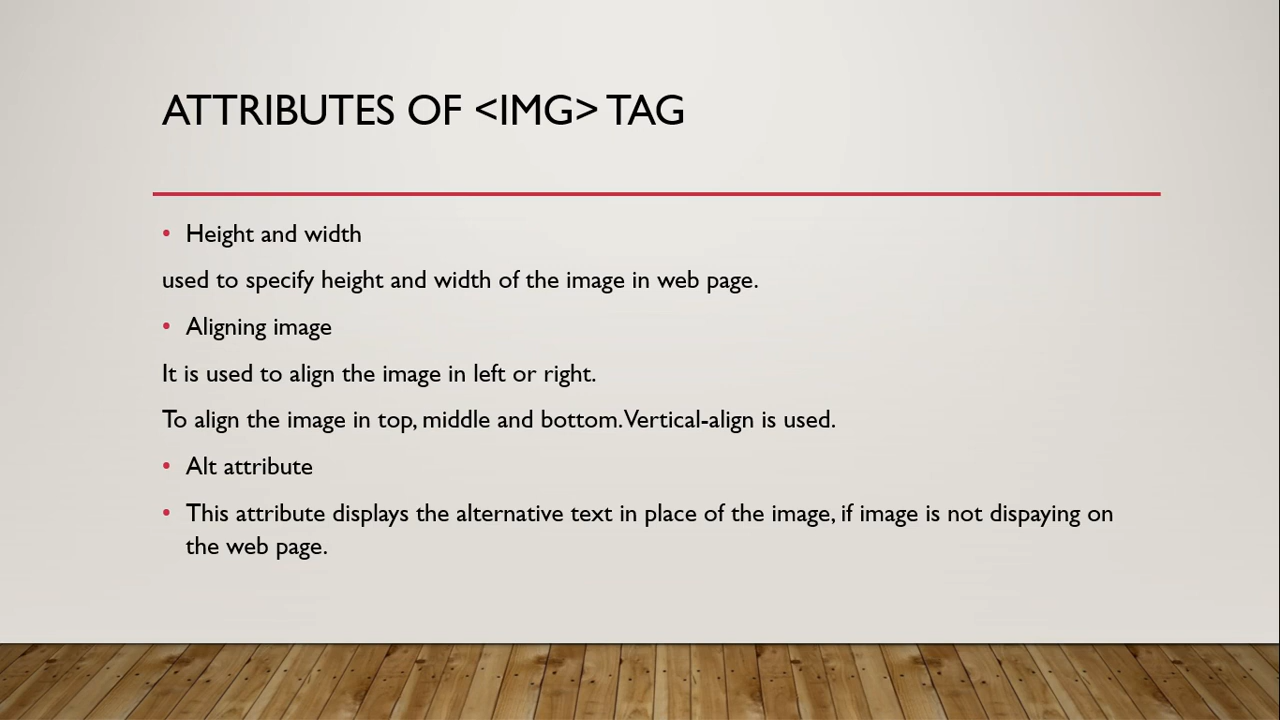 ATTRIBUTES OF <IMG> TAG
• Height and width
used to specify height and width of the image in web page.
• Aligning image
It is used to align the image in left or right.
To align the image in top, middle and bottom. Vertical-align is used.
• Alt attribute
• This attribute displays the alternative text in place of the image, if image is not dispaying on
the web page.